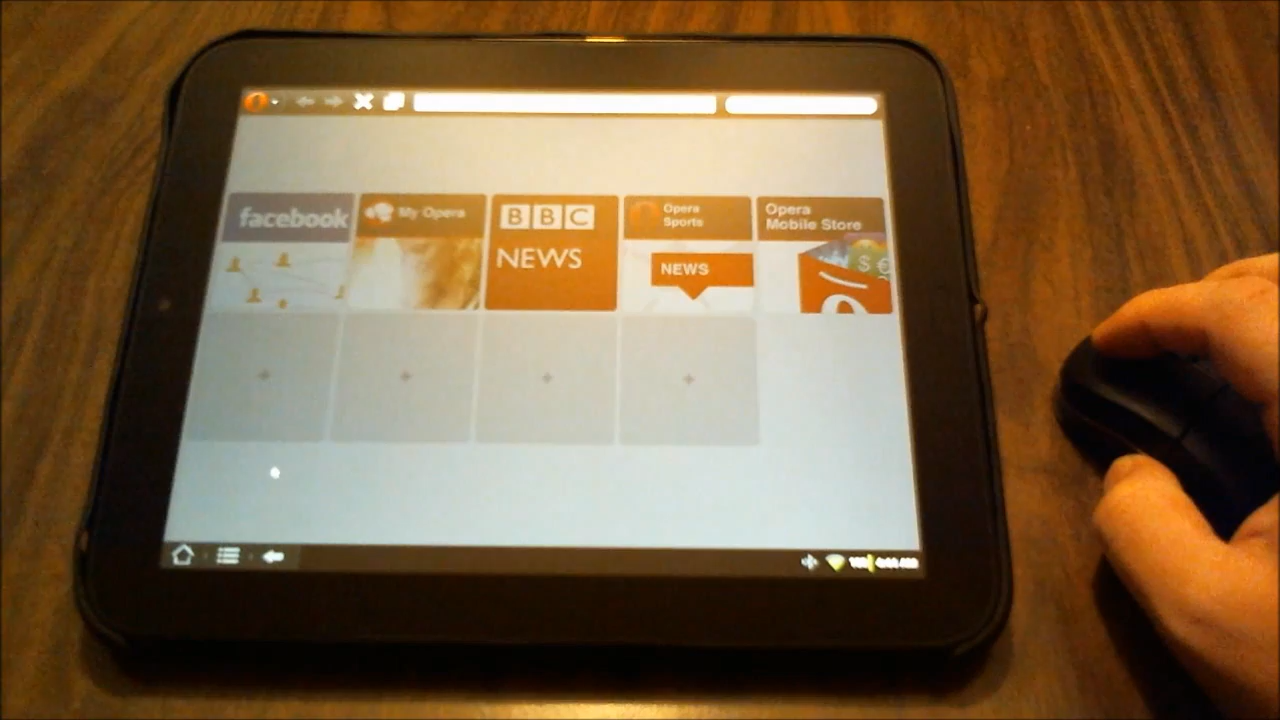 facebook
My Opera
BBC
NEWS
Opera
Sports
NEWS
Opera
Mobile Store
$ €